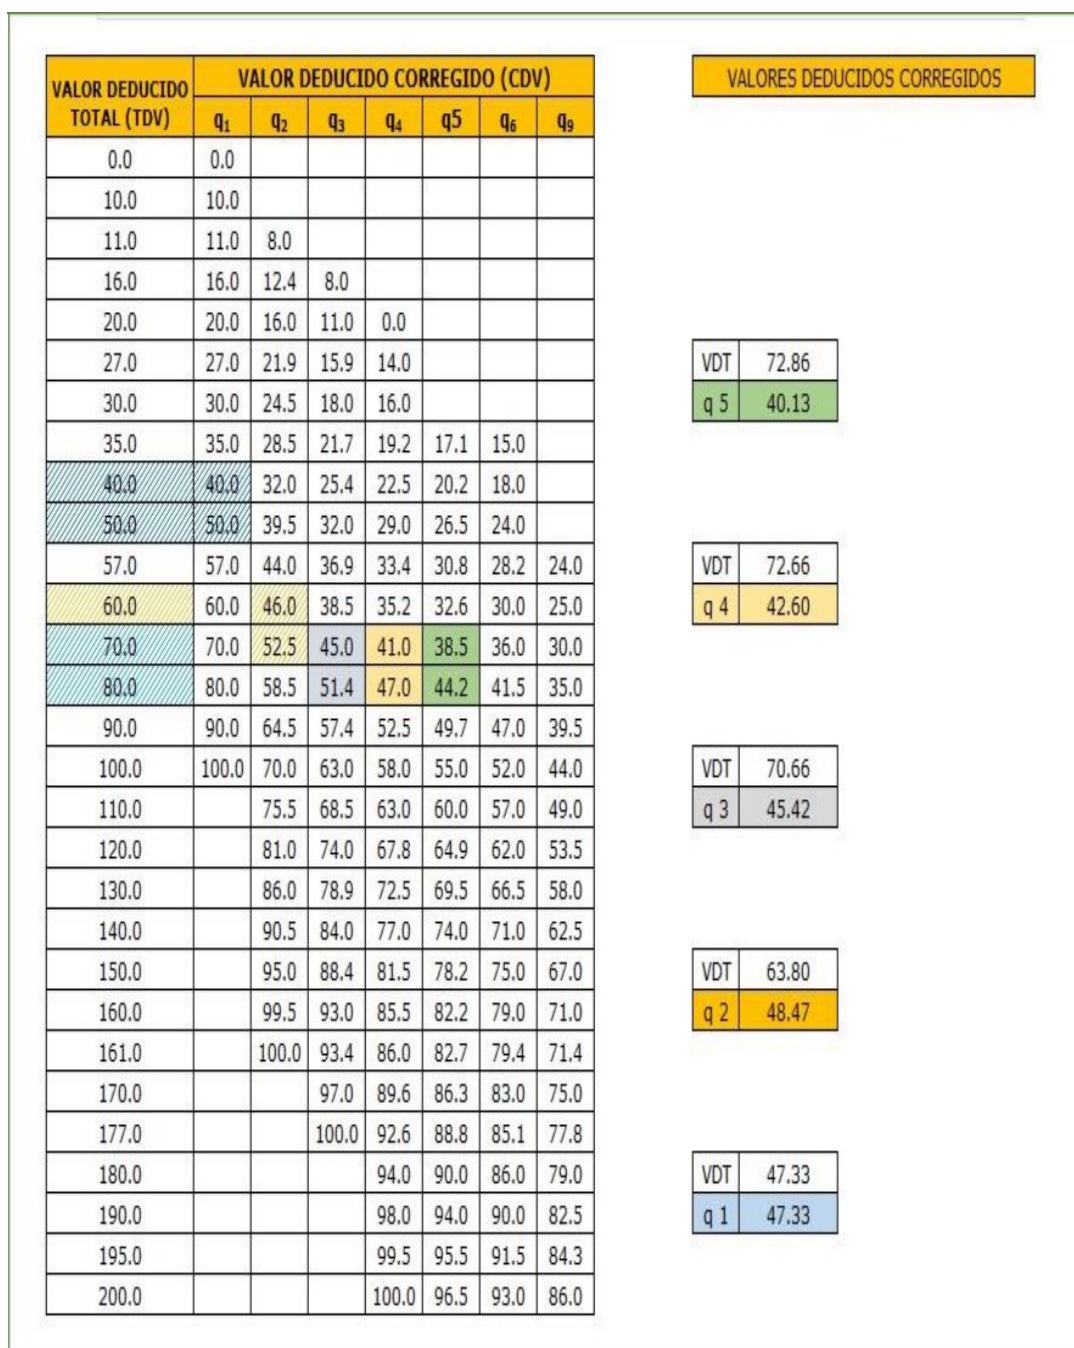 VALOR DEDUCIDO TOTAL (TDV) VALOR DEDUCIDO CORREGIDO (CDV)
q₁ q₂ q₃ q₄ q5 q₆ q₉
0.0 0.0
10.0 10.0
11.0 11.0 8.0
16.0 16.0 12.4 8.0
20.0 20.0 16.0 11.0 0.0
27.0 27.0 21.9 15.9 14.0
30.0 30.0 24.5 18.0 16.0
35.0 35.0 28.5 21.7 19.2 17.1 15.0
40.0 40.0 32.0 25.4 22.5 20.2 18.0
50.0 50.0 39.5 32.0 29.0 26.5 24.0
57.0 57.0 44.0 36.9 33.4 30.8 28.2 24.0
60.0 60.0 46.0 38.5 35.2 32.6 30.0 25.0
70.0 70.0 52.5 45.0 41.0 38.5 36.0 30.0
80.0 80.0 58.5 51.4 47.0 44.2 41.5 35.0
90.0 90.0 64.5 57.4 52.5 49.7 47.0 39.5
100.0 100.0 70.0 63.0 58.0 55.0 52.0 44.0
110.0 75.5 68.5 63.0 60.0 57.0 49.0
120.0 81.0 74.0 67.8 64.9 62.0 53.5
130.0 86.0 78.9 72.5 69.5 66.5 58.0
140.0 90.5 84.0 77.0 74.0 71.0 62.5
150.0 95.0 88.4 81.5 78.2 75.0 67.0
160.0 99.5 93.0 85.5 82.2 79.0 71.0
161.0 100.0 93.4 86.0 82.7 79.4 71.4
170.0 97.0 89.6 86.3 83.0 75.0
177.0 100.0 92.6 88.8 85.1 77.8
180.0 94.0 90.0 86.0 79.0
190.0 98.0 94.0 90.0 82.5
195.0 99.5 95.5 91.5 84.3
200.0 100.0 96.5 93.0 86.0
VALORES DEDUCIDOS CORREGIDOS
VDT 72.86
q 5 40.13
VDT 72.66
q 4 42.60
VDT 70.66
q 3 45.42
VDT 63.80
q 2 48.47
VDT 47.33
q 1 47.33